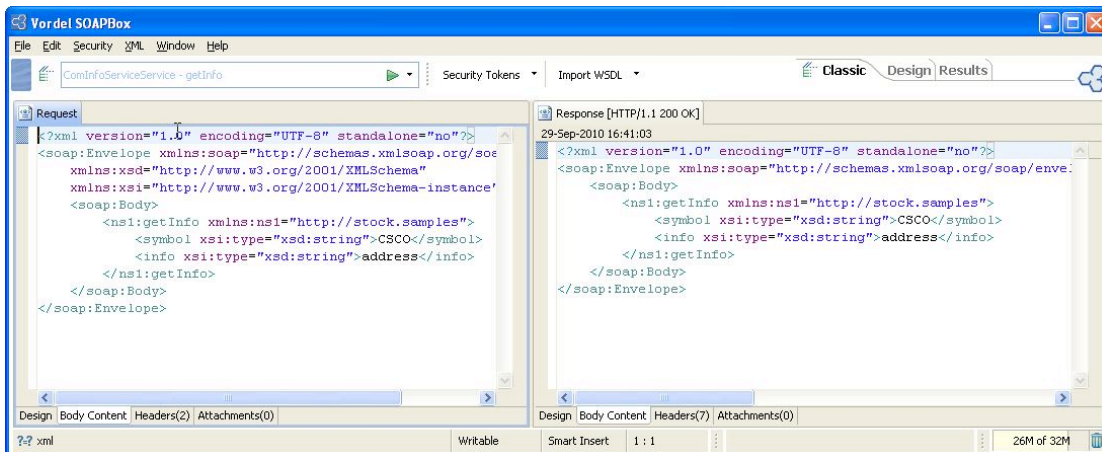 Vordel SOAPBox
File Edit Security XML Window Help
ComInfoServiceService - getInfo Security Tokens Import WSDL Classic Design Results
Request
<?xml version="1.0" encoding="UTF-8" standalone="no"?>
<soap:Envelope xmlns:soap="http://schemas.xmlsoap.org/soa
xmlns:xsd="http://www.w3.org/2001/XMLSchema"
xmlns:xsi="http://www.w3.org/2001/XMLSchema-instance"
<soap:Body>
<ns1:getInfo xmlns:ns1="http://stock.samples">
<symbol xsi:type="xsd:string">CSCO</symbol>
<info xsi:type="xsd:string">address</info>
</ns1:getInfo>
</soap:Body>
</soap:Envelope>
Design Body Content Headers(2) Attachments(0)
Response [HTTP/1.1 200 OK]
29-Sep-2010 16:41:03
<?xml version="1.0" encoding="UTF-8" standalone="no"?>
<soap:Envelope xmlns:soap="http://schemas.xmlsoap.org/soap/enve
<soap:Body>
<ns1:getInfo xmlns:ns1="http://stock.samples">
<symbol xsi:type="xsd:string">CSCO</symbol>
<info xsi:type="xsd:string">address</info>
</ns1:getInfo>
</soap:Body>
</soap:Envelope>
Design Body Content Headers(7) Attachments(0)
?=? xml Writable Smart Insert 1 : 1 26M of 32M